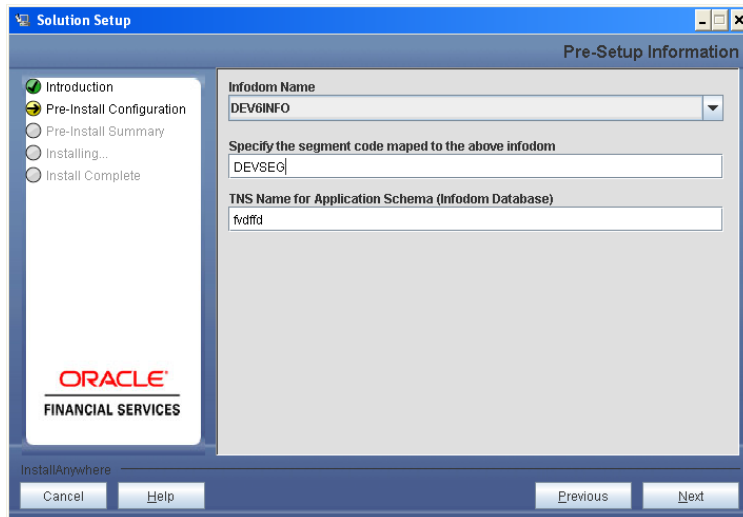 Solution Setup
Pre-Setup Information
Introduction
Pre-Install Configuration
Pre-Install Summary
Installing...
Install Complete
ORACLE
FINANCIAL SERVICES
Infodom Name
DEV6INFO
Specify the segment code maped to the above infodom
DEVSEG
TNS Name for Application Schema (Infodom Database)
fvdffd
InstallAnywhere
Cancel
Help
Previous
Next